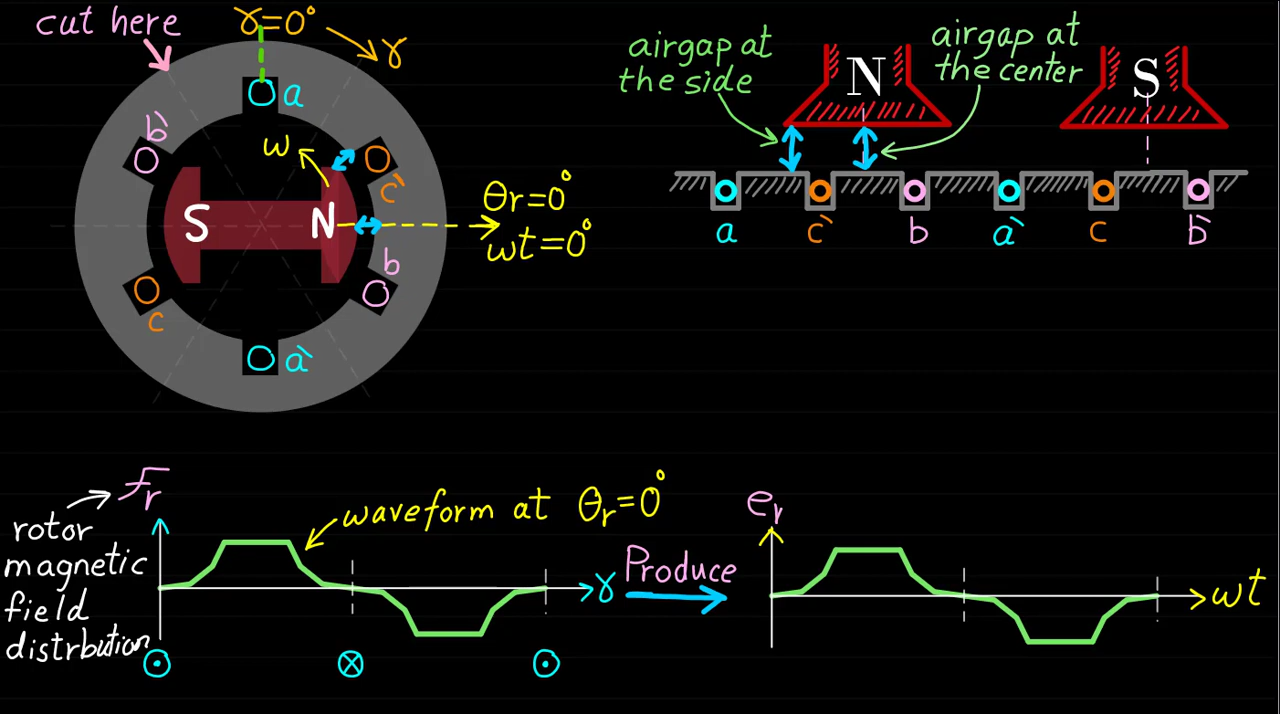 cut here
γ=0°
γ
a
b`
ω
c`
S
N
θr=0°
ωt=0°
b
c
a`
airgap at
the side
airgap at
the center
N
S
a
c`
b
a`
c
b`
Fr
rotor
magnetic
field
distrbution
waveform at θr=0°
γ
Produce
er
ωt